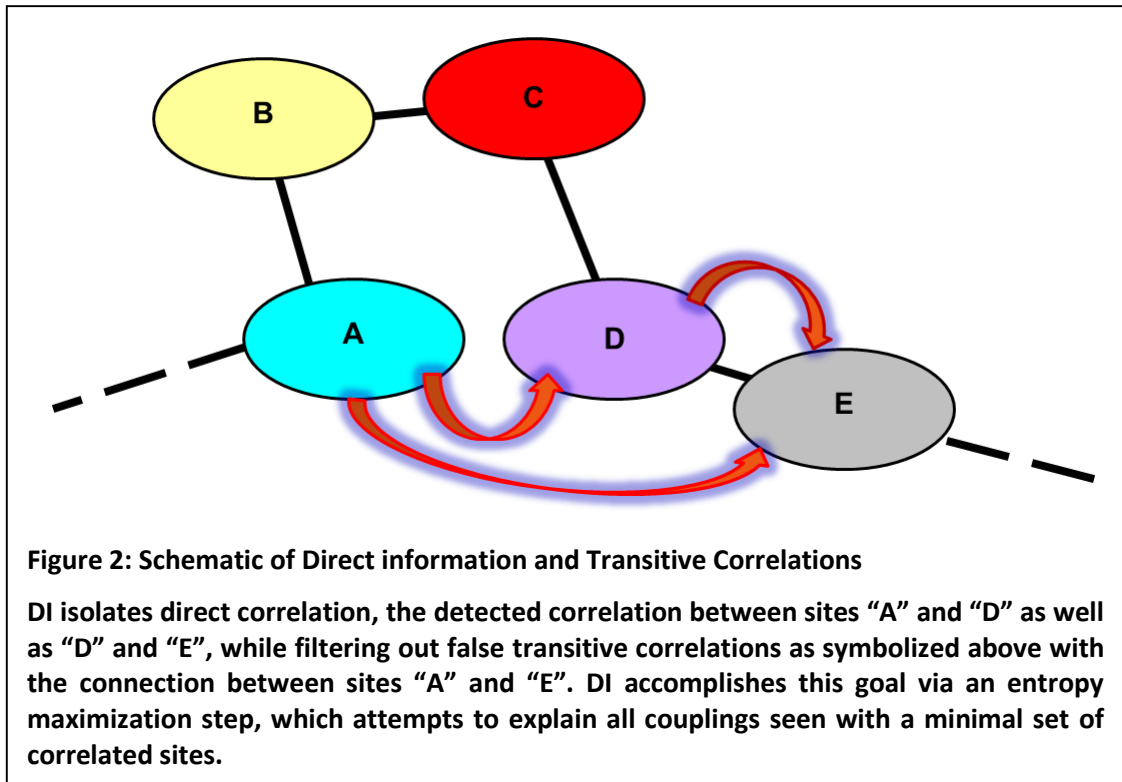 B
C
A
D
E
Figure 2: Schematic of Direct information and Transitive Correlations
DI isolates direct correlation, the detected correlation between sites “A” and “D” as well
as “D” and “E”, while filtering out false transitive correlations as symbolized above with
the connection between sites “A” and “E”. DI accomplishes this goal via an entropy
maximization step, which attempts to explain all couplings seen with a minimal set of
correlated sites.